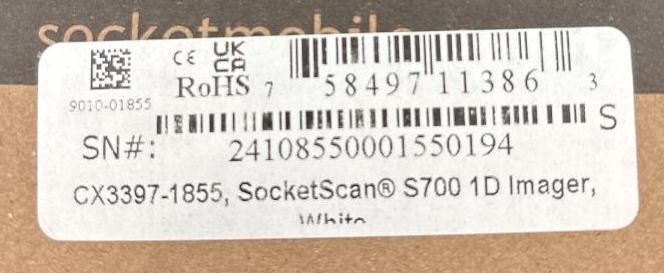 socketmobile
CE UK CA
RoHS 7 58497 11386 3
9010-01855
S
SN#: 24108550001550194
CX3397-1855, SocketScan® S700 1D Imager,
White